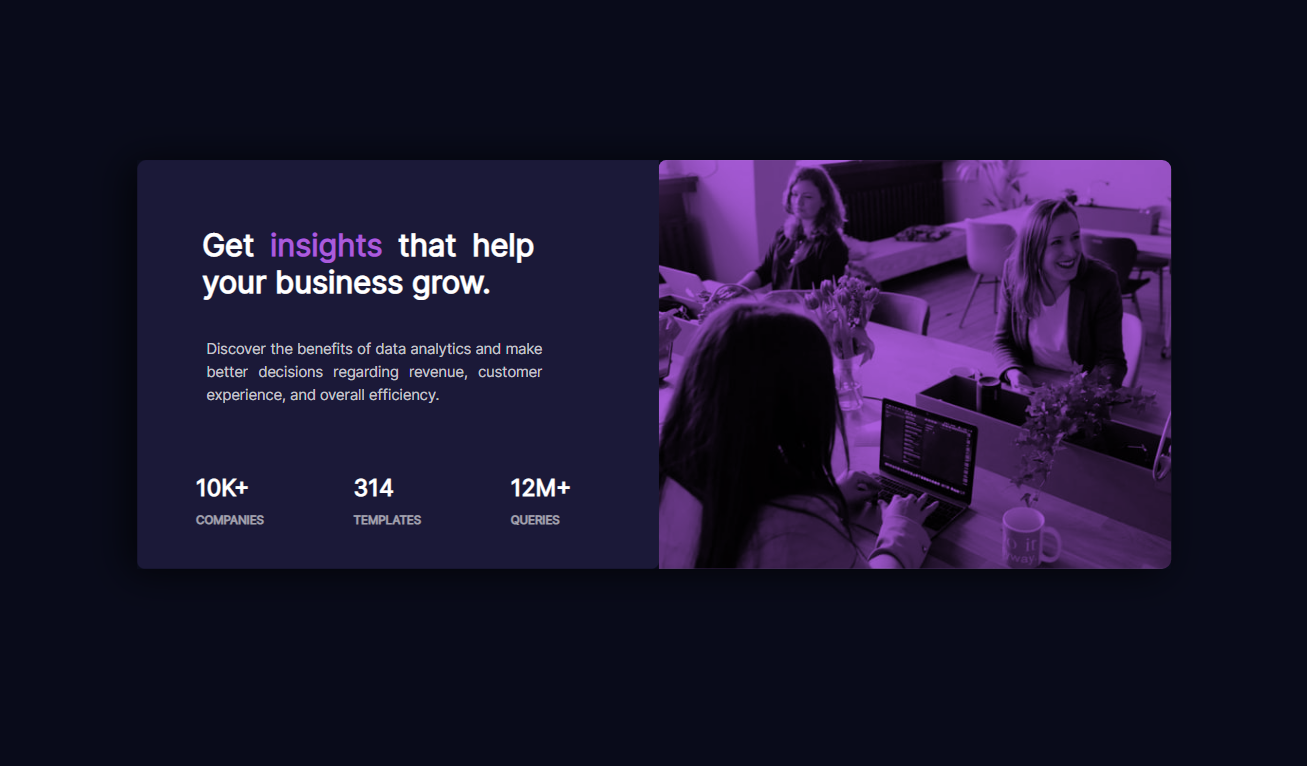 Get insights that help
your business grow.
Discover the benefits of data analytics and make
better decisions regarding revenue, customer
experience, and overall efficiency.
10K+ 314 12M+
COMPANIES TEMPLATES QUERIES